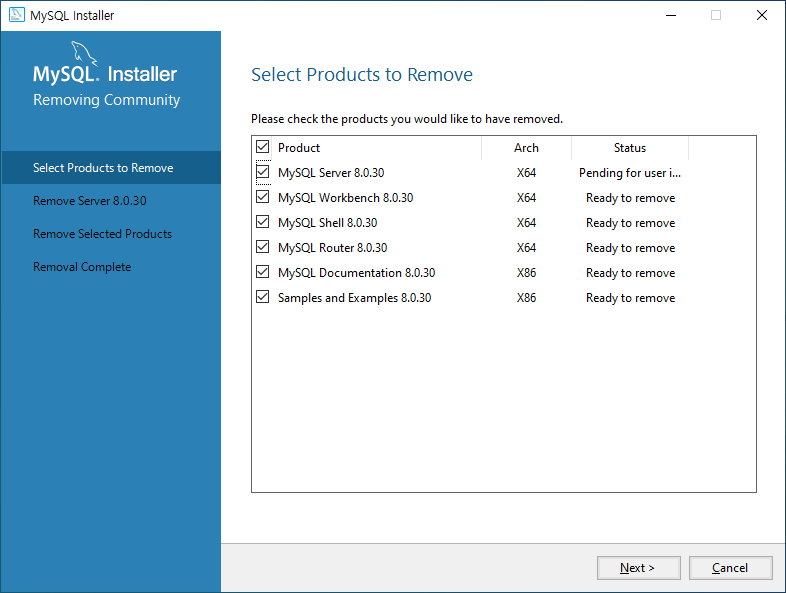 MySQL Installer
MySQL. Installer
Removing Community
Select Products to Remove
Remove Server 8.0.30
Remove Selected Products
Removal Complete
Select Products to Remove
Please check the products you would like to have removed.
Product Arch Status
MySQL Server 8.0.30 X64 Pending for user i...
MySQL Workbench 8.0.30 X64 Ready to remove
MySQL Shell 8.0.30 X64 Ready to remove
MySQL Router 8.0.30 X64 Ready to remove
MySQL Documentation 8.0.30 X86 Ready to remove
Samples and Examples 8.0.30 X86 Ready to remove
Next > Cancel